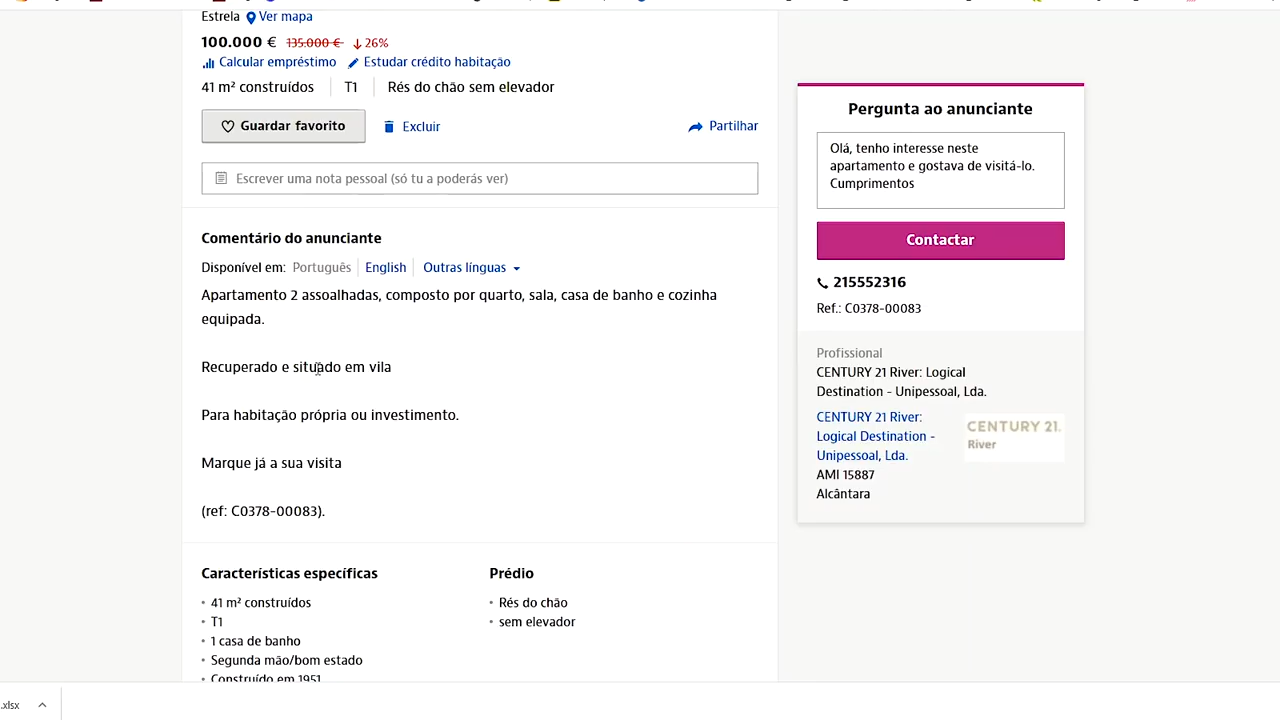 Estrela Ver mapa
100.000 € 135.000 € 26%
Calcular empréstimo Estudar crédito habitação
41 m² construídos T1 Rés do chão sem elevador
Guardar favorito Excluir Partilhar
Escrever uma nota pessoal (só tu a poderás ver)
Comentário do anunciante
Disponível em: Português English Outras línguas
Apartamento 2 assoalhadas, composto por quarto, sala, casa de banho e cozinha
equipada.
Recuperado e situado em vila
Para habitação própria ou investimento.
Marque já a sua visita
(ref: C0378-00083).
Características específicas
41 m² construídos
T1
1 casa de banho
Segunda mão/bom estado
Construído em 1951
Prédio
Rés do chão
sem elevador
Pergunta ao anunciante
Olá, tenho interesse neste
apartamento e gostava de visitá-lo.
Cumprimentos
Contactar
215552316
Ref.: C0378-00083
Profissional
CENTURY 21 River: Logical
Destination - Unipessoal, Lda.
CENTURY 21 River:
Logical Destination -
Unipessoal, Lda.
AMI 15887
Alcântara
CENTURY 21.
River
.xlsx